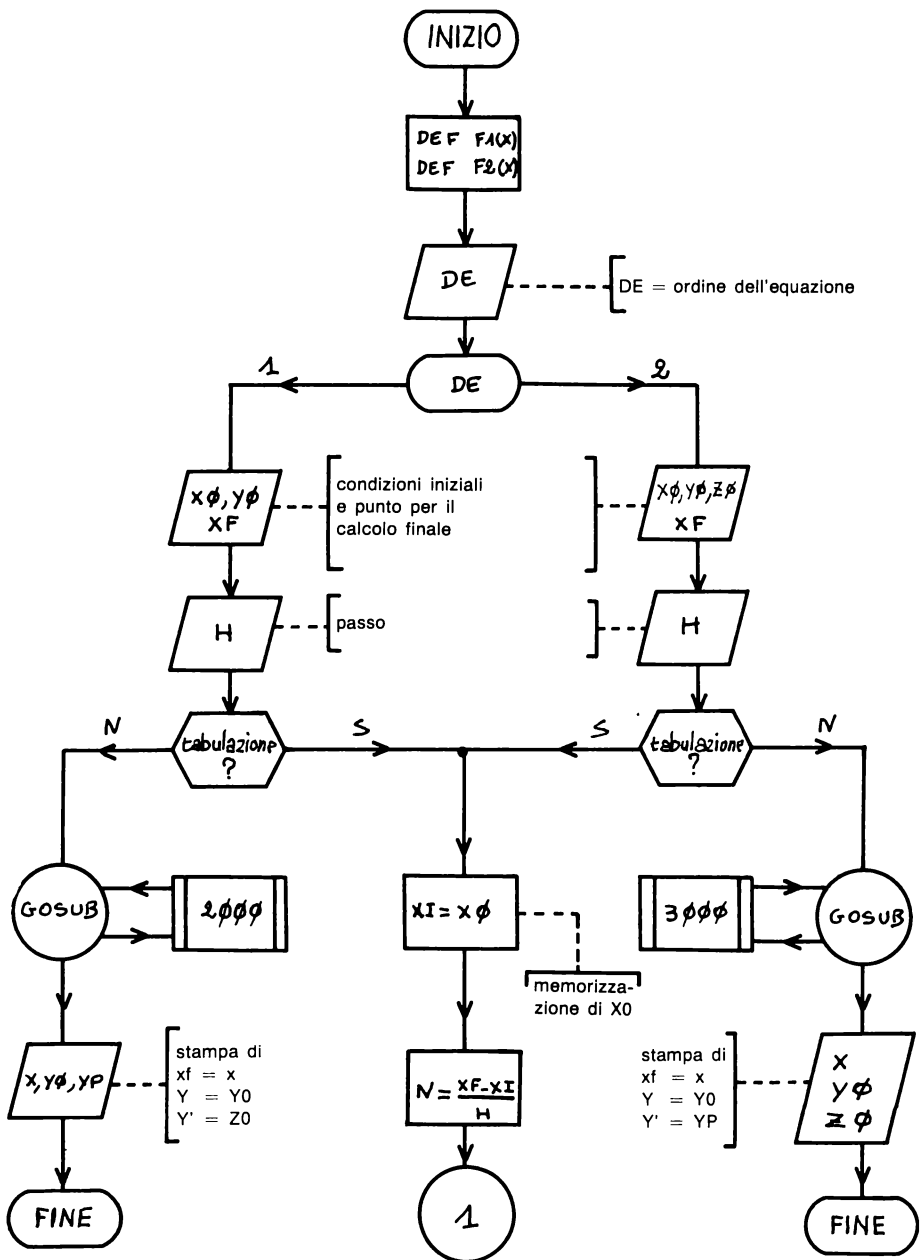 INIZIO
DEF F1(X)
DEF F2(X)
DE
DE = ordine dell'equazione
1
DE
2
XØ, YØ
XF
condizioni iniziali
e punto per il
calcolo finale
XØ, YØ, ZØ
XF
H
passo
H
N
tabulazione
?
S
S
tabulazione
?
N
GOSUB
2ØØØ
XI = XØ
3ØØØ
GOSUB
memorizza-
zione di X0
X, YØ, YP
stampa di
xf = x
Y = Y0
Y' = Z0
N = XF-XI
H
stampa di
xf = x
Y = Y0
Y' = YP
X
YØ
ZØ
FINE
1
FINE